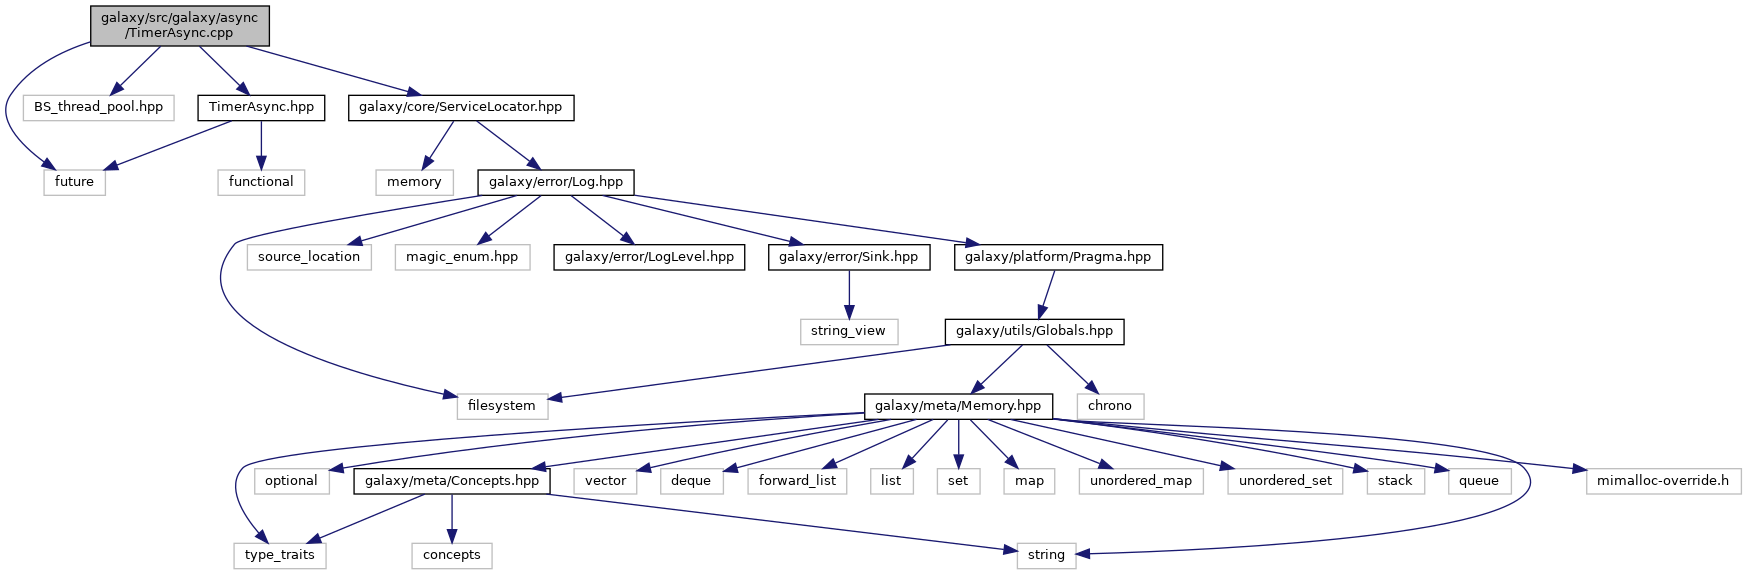 galaxy/src/galaxy/async
/TimerAsync.cpp
BS_thread_pool.hpp
TimerAsync.hpp
galaxy/core/ServiceLocator.hpp
future
functional
memory
galaxy/error/Log.hpp
source_location
magic_enum.hpp
galaxy/error/LogLevel.hpp
galaxy/error/Sink.hpp
galaxy/platform/Pragma.hpp
string_view
galaxy/utils/Globals.hpp
filesystem
galaxy/meta/Memory.hpp
chrono
optional
galaxy/meta/Concepts.hpp
vector
deque
forward_list
list
set
map
unordered_map
unordered_set
stack
queue
mimalloc-override.h
type_traits
concepts
string